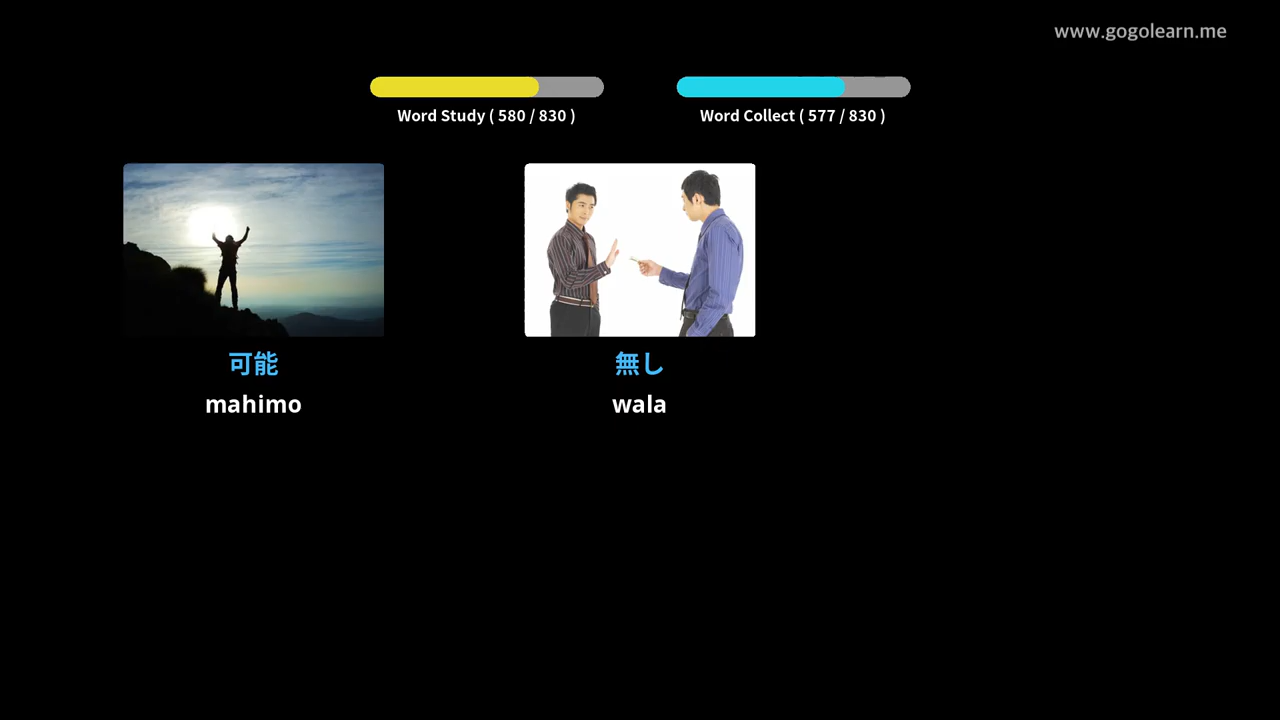 www.gogolearn.me
Word Study ( 580 / 830 )
Word Collect ( 577 / 830 )
可能
mahimo
無し
wala